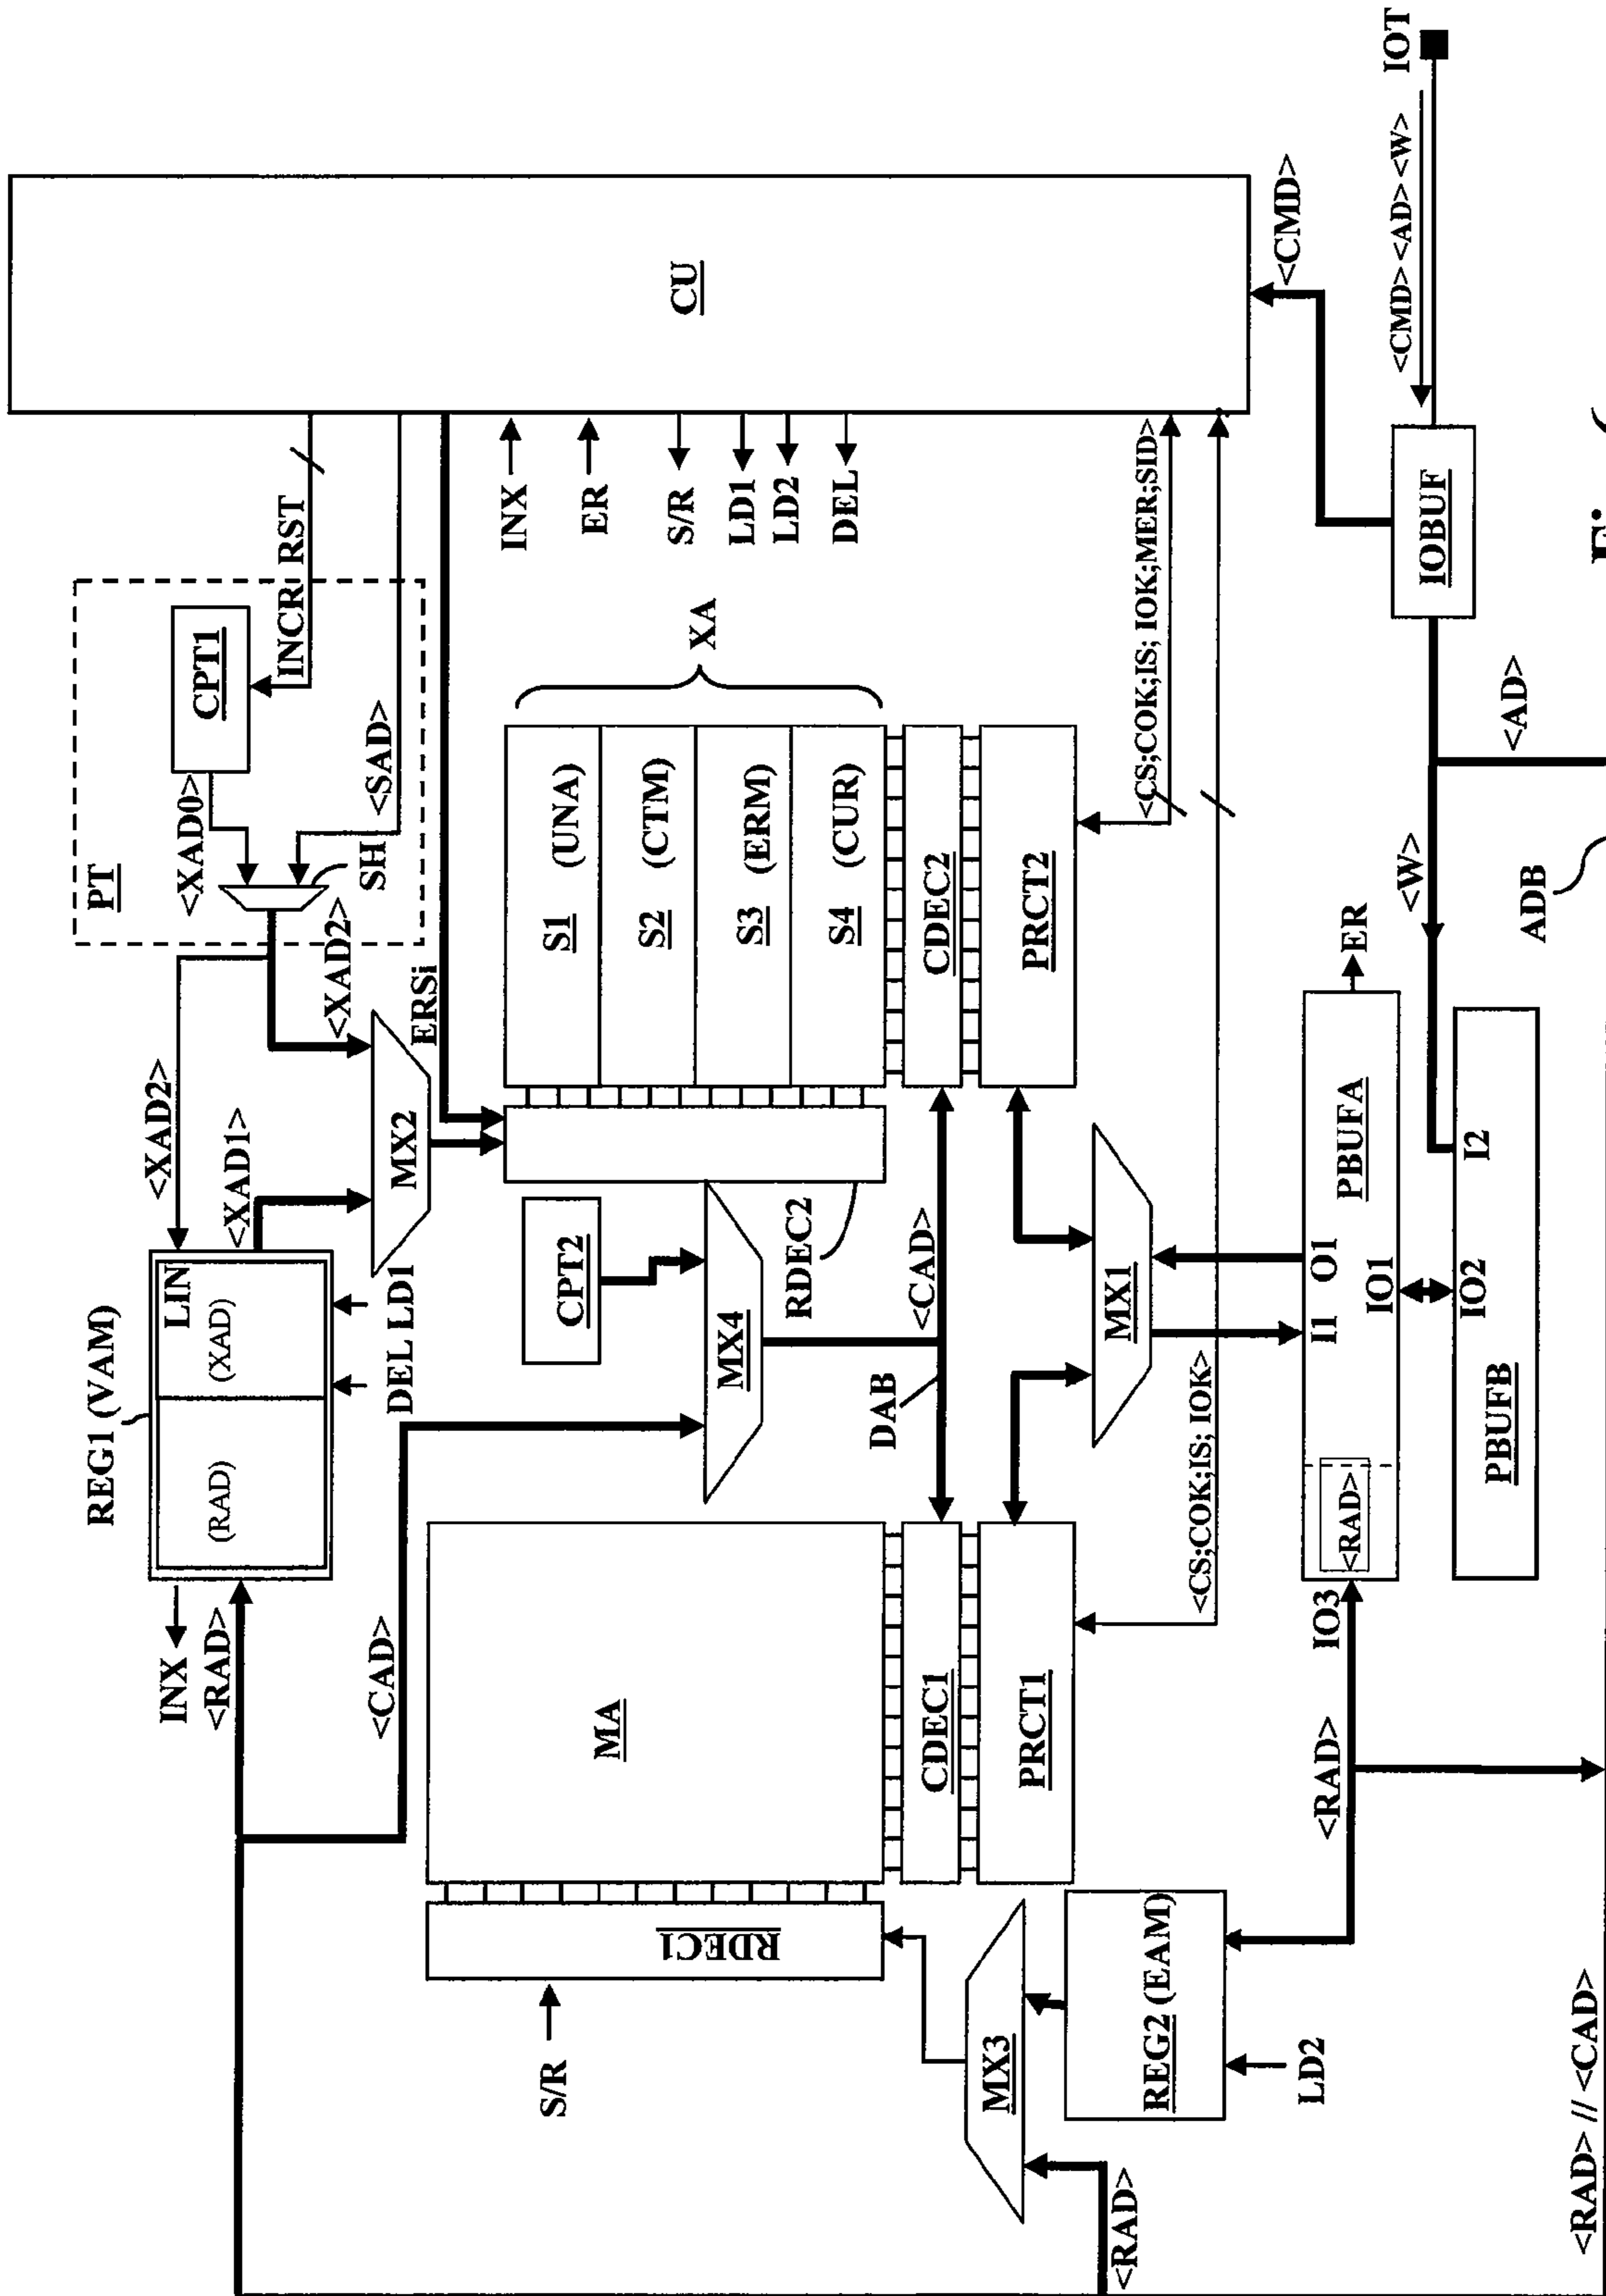 REG1 (VAM)
INX
<RAD>
(RAD)
LIN
(XAD)
DEL LD1
<XAD2>
<XAD1>
PT
<XAD0>
CPT1
INCR RST
<SAD>
SH
<XAD2>
MX2
ERSi
CU
<CAD>
INX
ER
S/R
LD1
LD2
DEL
S/R
RDEC1
MA
CDEC1
PRCT1
CPT2
MX4
RDEC2
S1 (UNA)
S2 (CTM)
S3 (ERM)
S4 (CUR)
XA
CDEC2
PRCT2
<CAD>
DAB
MX3
<RAD>
REG2 (EAM)
LD2
MX1
<CS;COK;IS; IOK;MER;SID>
<CS;COK;IS; IOK>
<CMD>
<RAD>
IO3
<RAD>
I1 O1
IO1
PBUFA
ER
IO2
I2
PBUFB
<W>
ADB
<AD>
IOBUF
<CMD> <AD> <W>
IOT
<RAD> // <CAD>